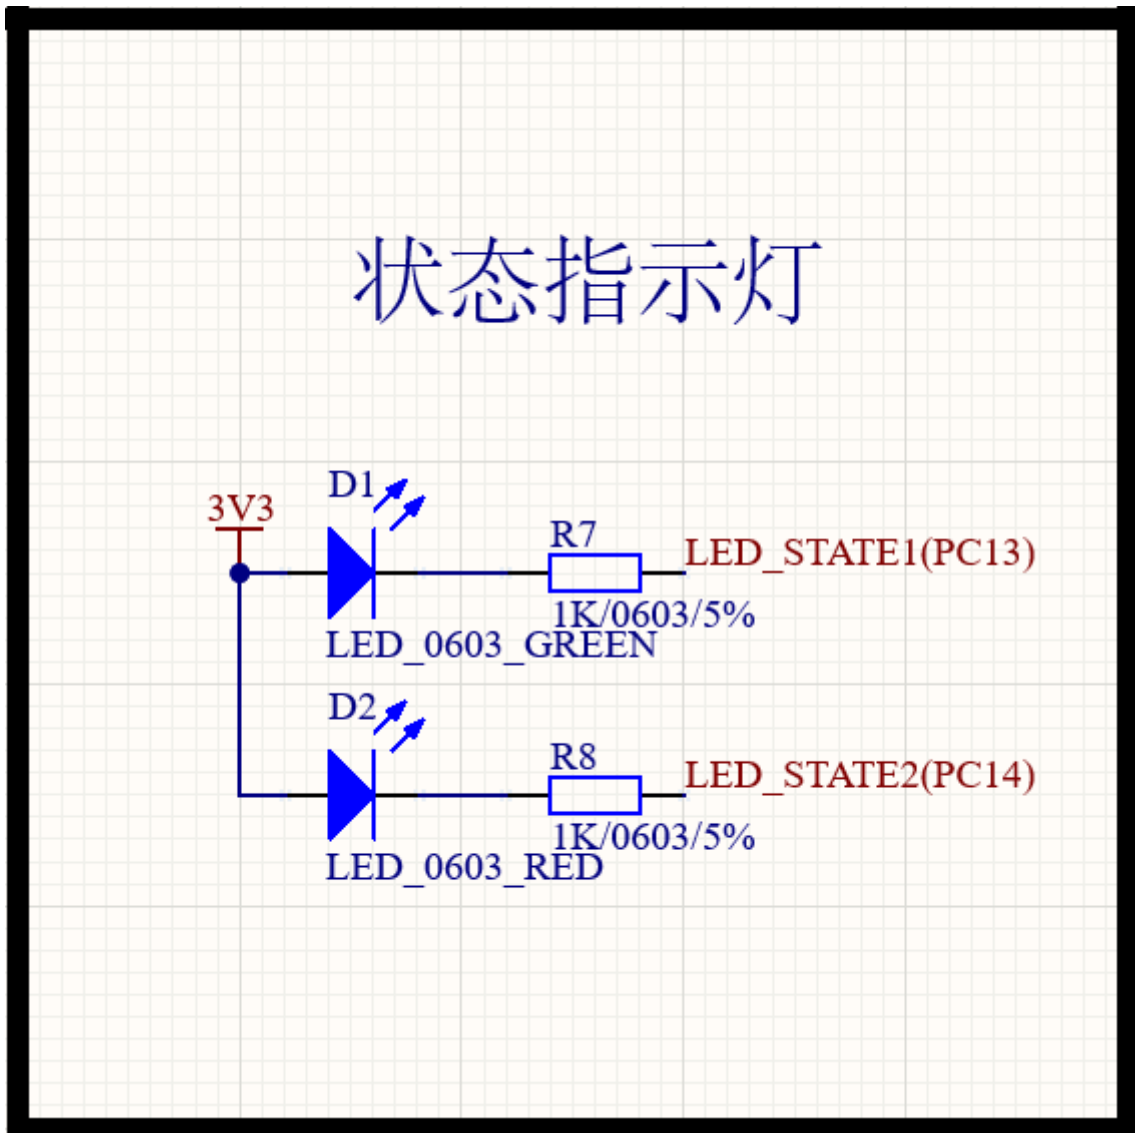 状态指示灯
D1
3V3
R7
LED_STATE1(PC13)
1K/0603/5%
LED_0603_GREEN
D2
R8
LED_STATE2(PC14)
1K/0603/5%
LED_0603_RED